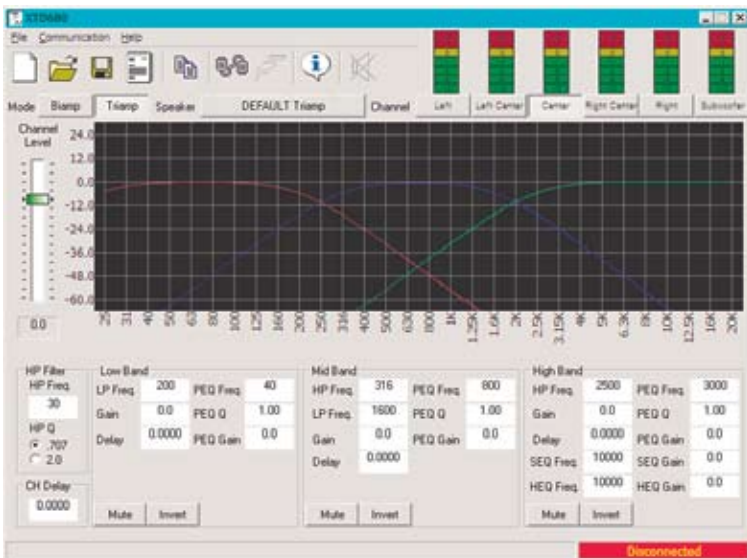 XTD680
File Communication Help
Mode Biamp Triamp Speaker DEFAULT Triamp Channel Left Left Center Center Right Center Right Subwoofer
Channel Level
24.0
12.0
0.0
-12.0
-24.0
-36.0
-48.0
-60.0
25 31 40 50 63 80 100 125 160 200 250 316 400 500 630 800 1K 1.25K 1.6K 2K 2.5K 3.15K 4K 5K 6.3K 8K 10K 12.5K 16K 20K
0.0
HP Filter
HP Freq.
30
HP Q
.707
2.0
CH Delay
0.0000
Low Band
LP Freq. 200 PEQ Freq. 40
Gain 0.0 PEQ Q 1.00
Delay 0.0000 PEQ Gain 0.0
Mute Invert
Mid Band
HP Freq. 316 PEQ Freq. 800
LP Freq. 1600 PEQ Q 1.00
Gain 0.0 PEQ Gain 0.0
Delay 0.0000
Mute Invert
High Band
HP Freq. 2500 PEQ Freq. 3000
Gain 0.0 PEQ Q 1.00
Delay 0.0000 PEQ Gain 0.0
SEQ Freq. 10000 SEQ Gain 0.0
HEQ Freq. 10000 HEQ Gain 0.0
Mute Invert
Disconnected